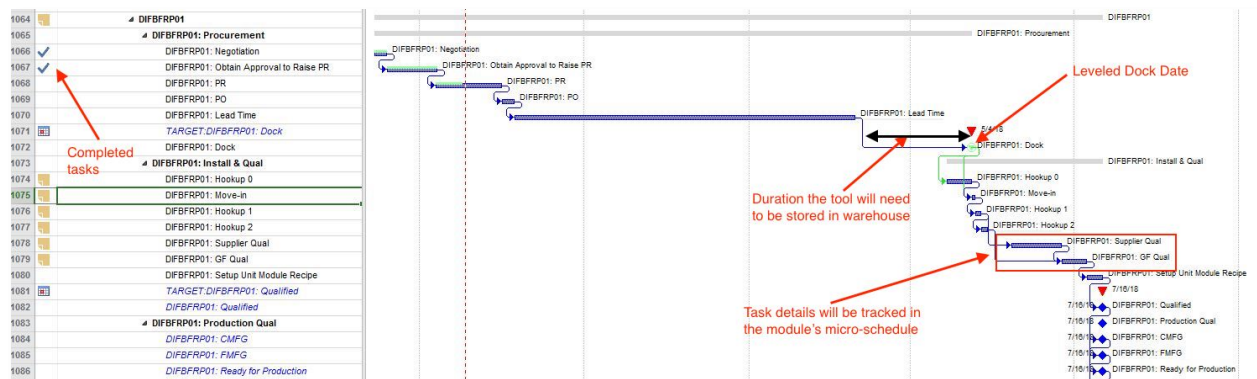 1064 DIFBFRP01
1065 DIFBFRP01: Procurement
1066 DIFBFRP01: Negotiation
1067 DIFBFRP01: Obtain Approval to Raise PR
1068 DIFBFRP01: PR
1069 DIFBFRP01: PO
1070 DIFBFRP01: Lead Time
1071 TARGET:DIFBFRP01: Dock
1072 DIFBFRP01: Dock
1073 DIFBFRP01: Install & Qual
1074 DIFBFRP01: Hookup 0
1075 DIFBFRP01: Move-in
1076 DIFBFRP01: Hookup 1
1077 DIFBFRP01: Hookup 2
1078 DIFBFRP01: Supplier Qual
1079 DIFBFRP01: GF Qual
1080 DIFBFRP01: Setup Unit Module Recipe
1081 TARGET:DIFBFRP01: Qualified
1082 DIFBFRP01: Qualified
1083 DIFBFRP01: Production Qual
1084 DIFBFRP01: CMFG
1085 DIFBFRP01: FMFG
1086 DIFBFRP01: Ready for Production
Completed
tasks
DIFBFRP01
DIFBFRP01: Procurement
DIFBFRP01: Negotiation
DIFBFRP01: Obtain Approval to Raise PR
DIFBFRP01: PR
DIFBFRP01: PO
DIFBFRP01: Lead Time
Leveled Dock Date
5/4/18
DIFBFRP01: Dock
DIFBFRP01: Install & Qual
DIFBFRP01: Hookup 0
DIFBFRP01: Move-in
DIFBFRP01: Hookup 1
DIFBFRP01: Hookup 2
Duration the tool will need
to be stored in warehouse
DIFBFRP01: Supplier Qual
DIFBFRP01: GF Qual
DIFBFRP01: Setup Unit Module Recipe
7/16/18
Task details will be tracked in
the module's micro-schedule
7/16/18 DIFBFRP01: Qualified
7/16/18 DIFBFRP01: Production Qual
7/16/18 DIFBFRP01: CMFG
7/16/18 DIFBFRP01: FMFG
7/16/18 DIFBFRP01: Ready for Production